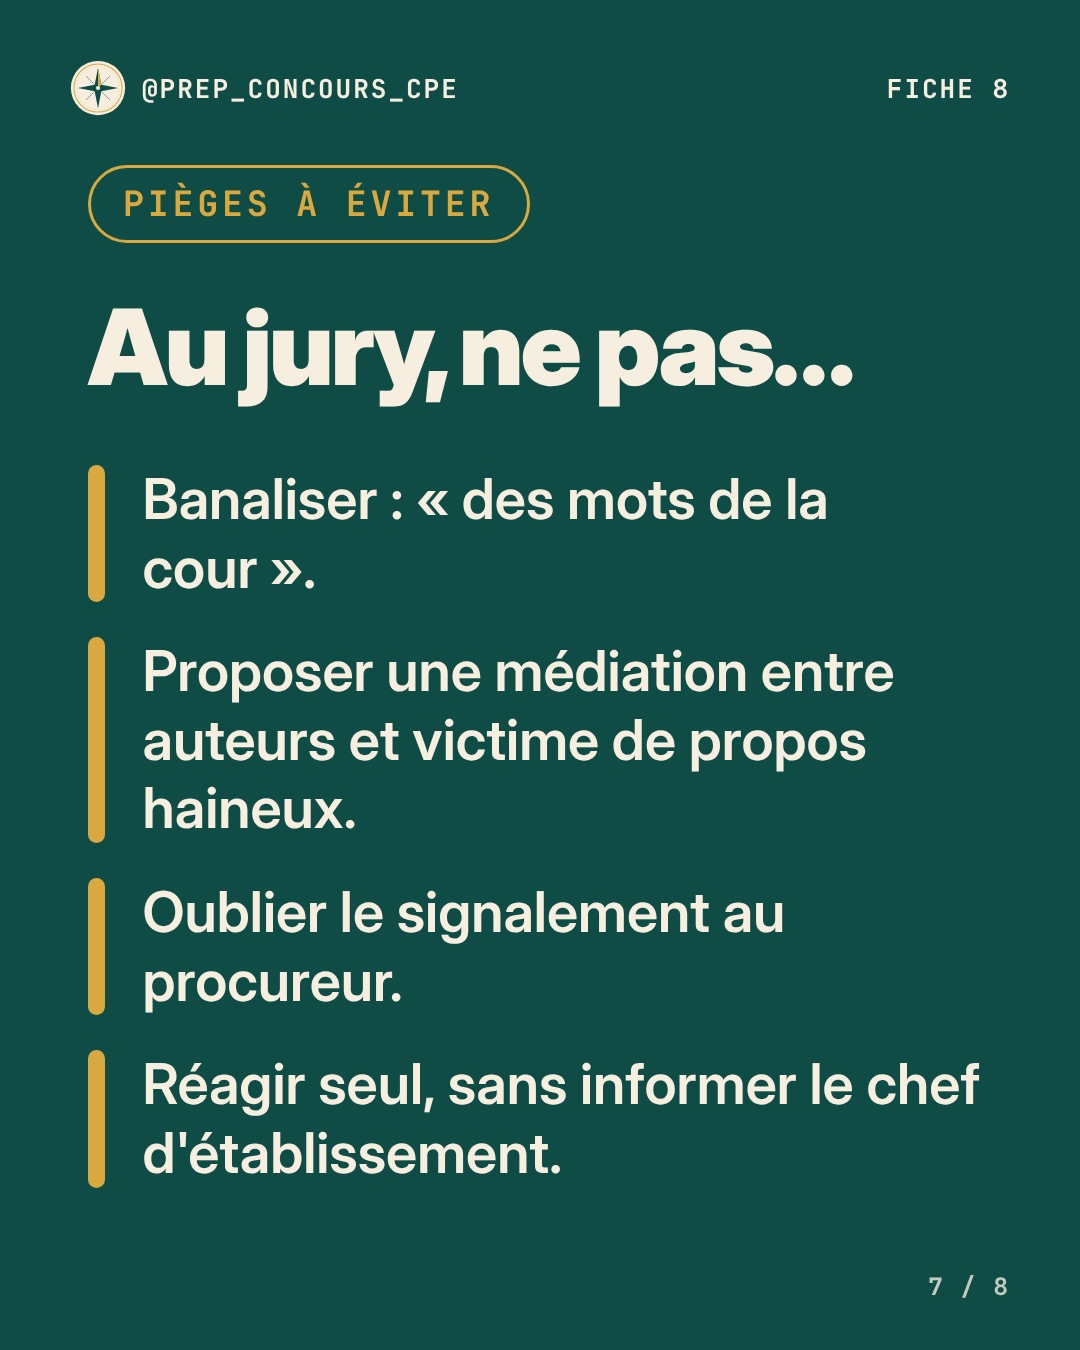 @PREP_CONCOURS_CPE
FICHE 8
PIÈGES À ÉVITER
Au jury, ne pas...
Banaliser : « des mots de la
cour ».
Proposer une médiation entre
auteurs et victime de propos
haineux.
Oublier le signalement au
procureur.
Réagir seul, sans informer le chef
d'établissement.
7 / 8